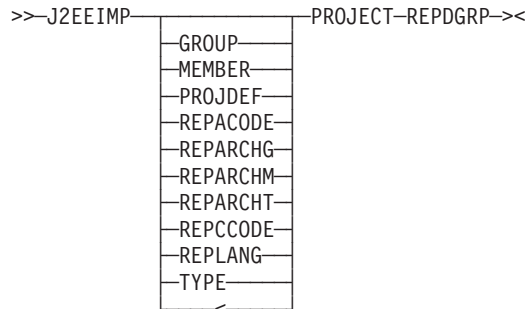 >>─J2EEIMP─┬──────────┬─PROJECT─REPDGRP─><
├─GROUP────┤
├─MEMBER───┤
├─PROJDEF──┤
├─REPACODE─┤
├─REPARCHG─┤
├─REPARCHM─┤
├─REPARCHT─┤
├─REPCCODE─┤
├─REPLANG──┤
├─TYPE─────┤
└────<─────┘